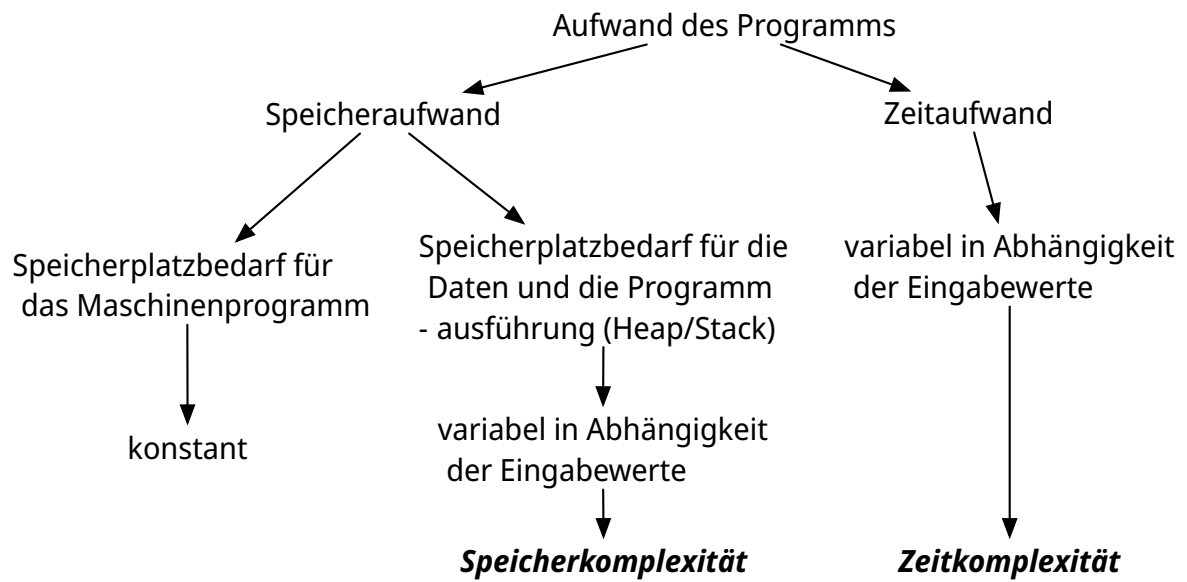 Aufwand des Programms
Speicheraufwand
Zeitaufwand
Speicherplatzbedarf für
das Maschinenprogramm
konstant
Speicherplatzbedarf für die
Daten und die Programm
- ausführung (Heap/Stack)
variabel in Abhängigkeit
der Eingabewerte
Speicherkomplexität
variabel in Abhängigkeit
der Eingabewerte
Zeitkomplexität